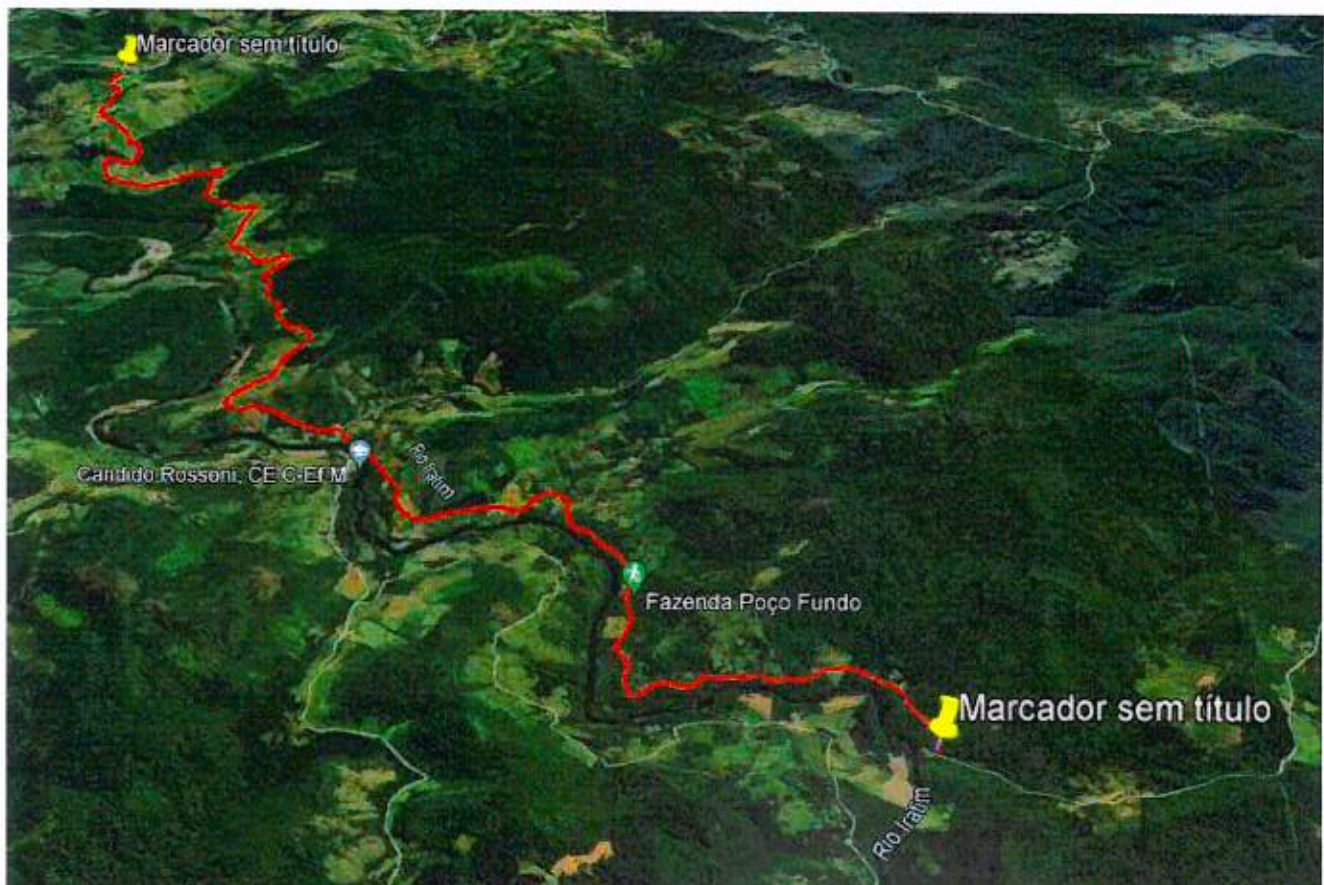 Marcador sem título
Candido Rossoni, CE C-Ef M
Rio Iratim
Fazenda Poço Fundo
Marcador sem título
Rio Iratim